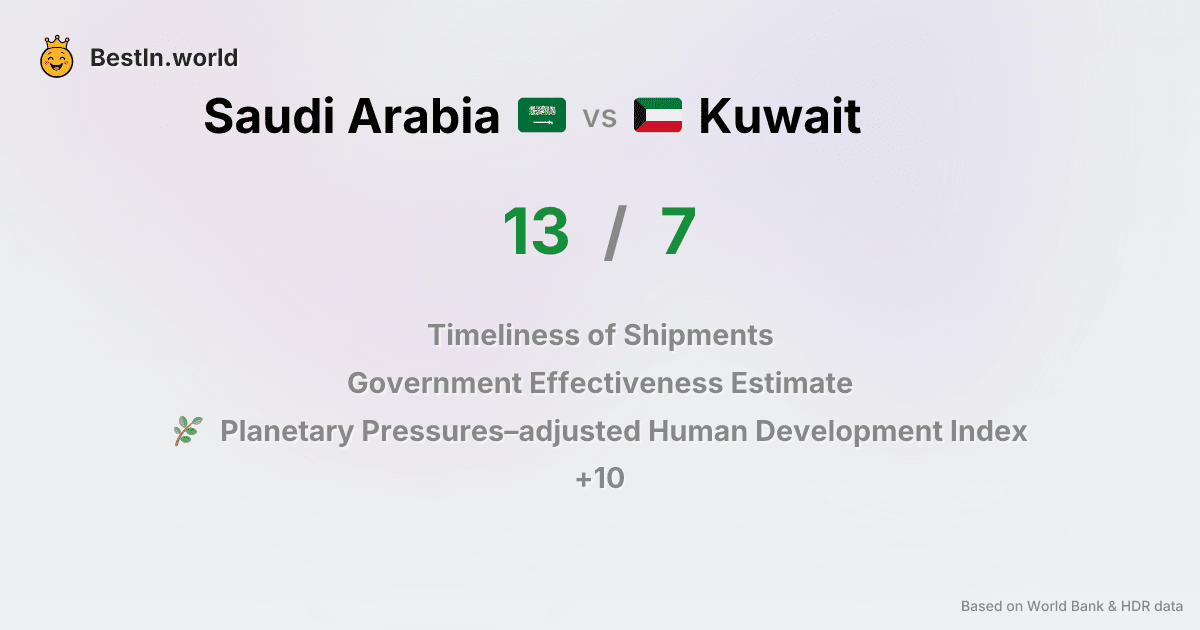 BestIn.world
Saudi Arabia vs Kuwait
13 / 7
Timeliness of Shipments
Government Effectiveness Estimate
Planetary Pressures–adjusted Human Development Index
+10
Based on World Bank & HDR data